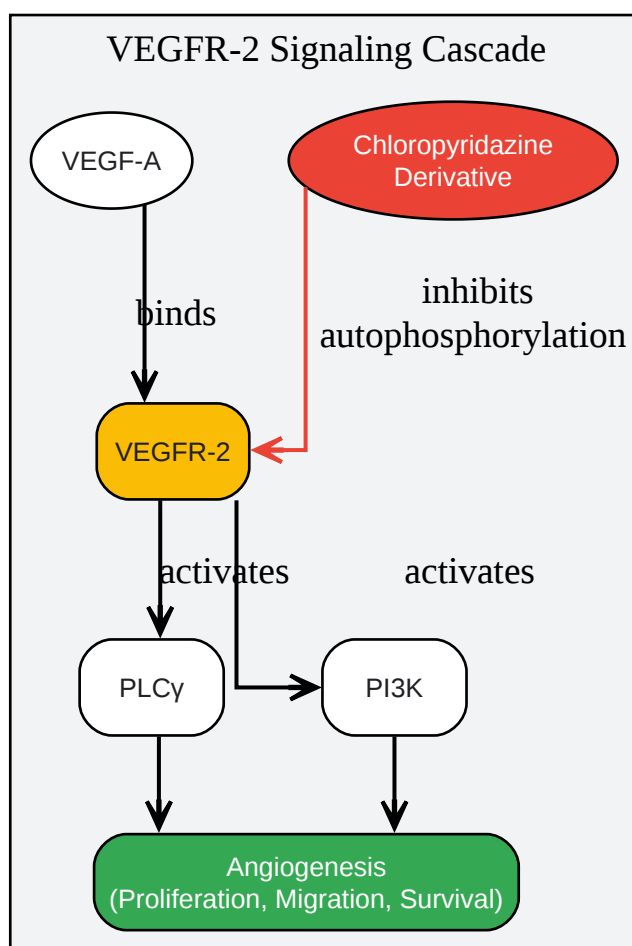 VEGFR-2 Signaling Cascade
VEGF-A
Chloropyridazine
Derivative
binds
inhibits
autophosphorylation
VEGFR-2
activates
activates
PLCγ
PI3K
Angiogenesis
(Proliferation, Migration, Survival)